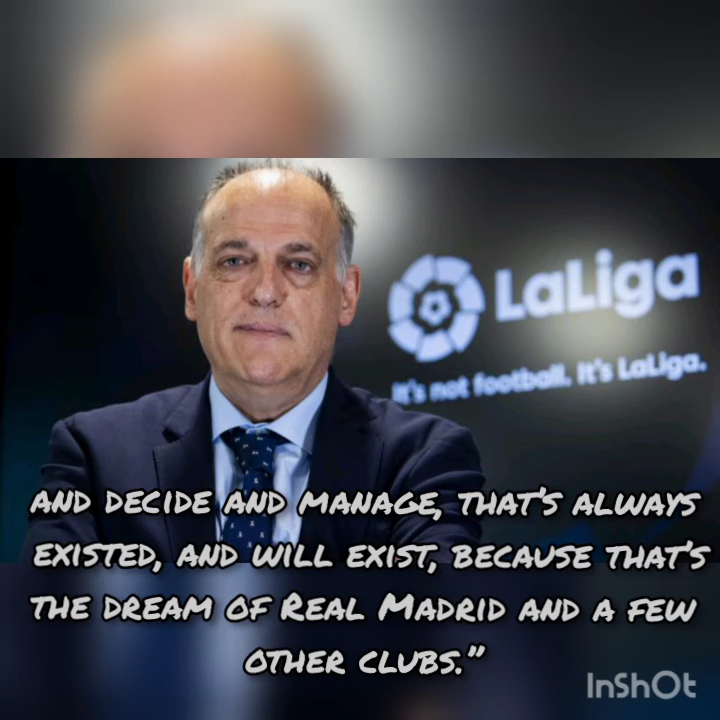 LaLiga
It's not football. It's LaLiga.
AND DECIDE AND MANAGE, THAT'S ALWAYS
EXISTED, AND WILL EXIST, BECAUSE THAT'S
THE DREAM OF REAL MADRID AND A FEW
OTHER CLUBS.”
InShOt